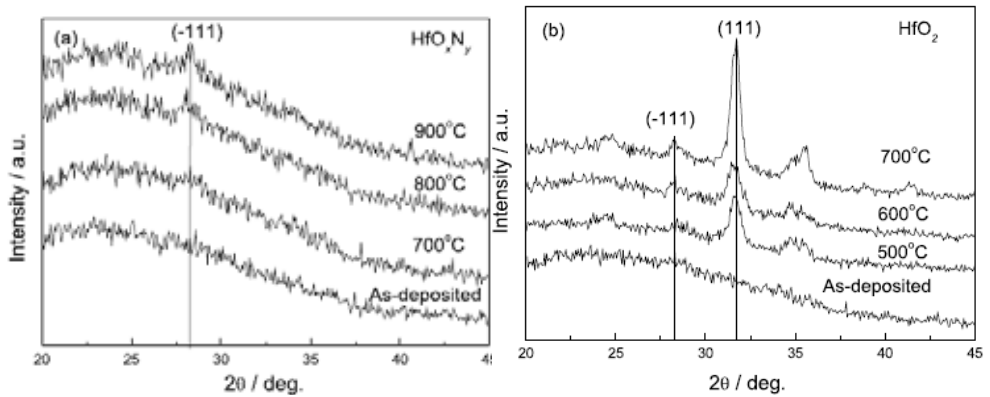 (a)
(-111)
HfOxNy
900°C
800°C
700°C
As-deposited
Intensity / a.u.
20 25 30 35 40 45
2θ / deg.
(b)
(111)
HfO2
(-111)
700°C
600°C
500°C
As-deposited
Intensity / a.u.
20 25 30 35 40 45
2θ / deg.